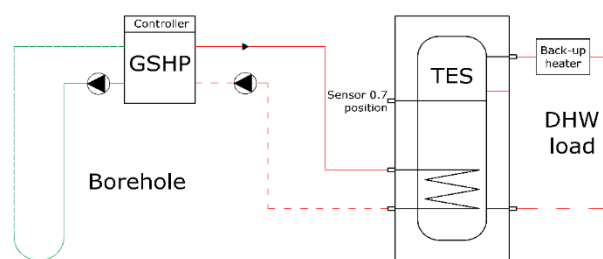 Controller
GSHP
Borehole
Sensor 0.7
position
TES
Back-up
heater
DHW
load